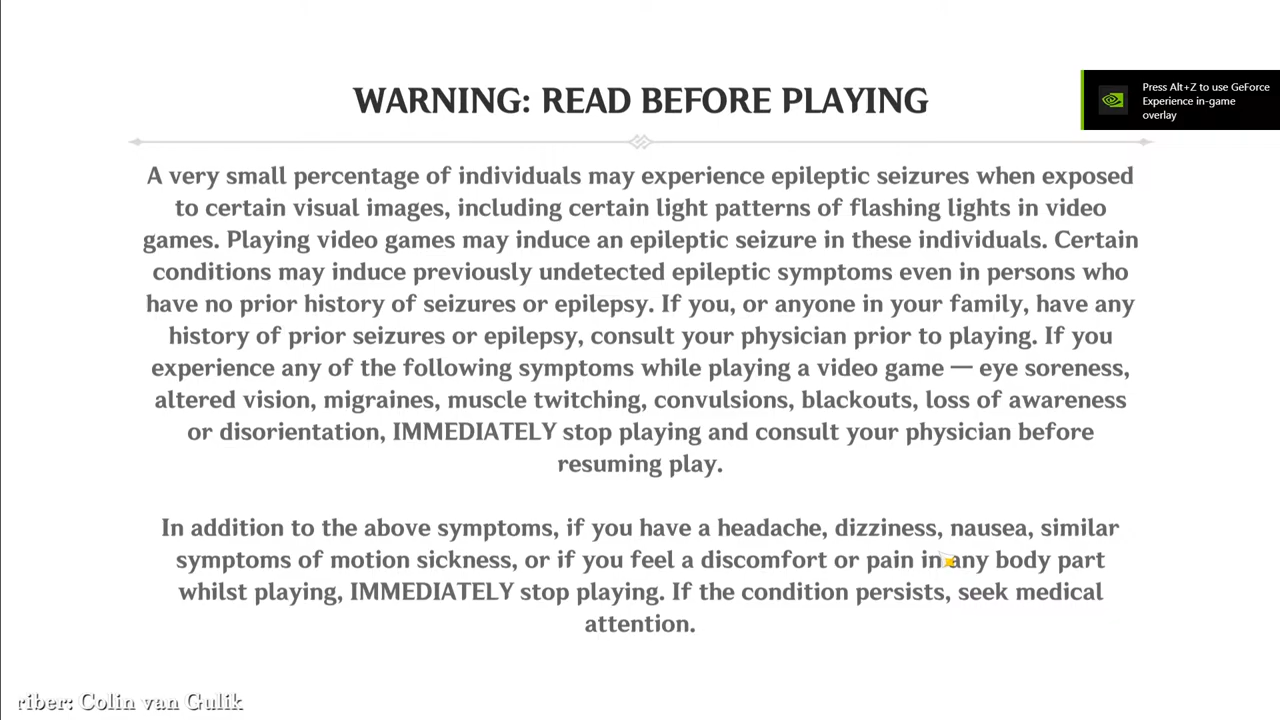 WARNING: READ BEFORE PLAYING
Press Alt+Z to use GeForce
Experience in-game
overlay
A very small percentage of individuals may experience epileptic seizures when exposed
to certain visual images, including certain light patterns of flashing lights in video
games. Playing video games may induce an epileptic seizure in these individuals. Certain
conditions may induce previously undetected epileptic symptoms even in persons who
have no prior history of seizures or epilepsy. If you, or anyone in your family, have any
history of prior seizures or epilepsy, consult your physician prior to playing. If you
experience any of the following symptoms while playing a video game — eye soreness,
altered vision, migraines, muscle twitching, convulsions, blackouts, loss of awareness
or disorientation, IMMEDIATELY stop playing and consult your physician before
resuming play.
In addition to the above symptoms, if you have a headache, dizziness, nausea, similar
symptoms of motion sickness, or if you feel a discomfort or pain in any body part
whilst playing, IMMEDIATELY stop playing. If the condition persists, seek medical
attention.
riber: Colin van Gulik